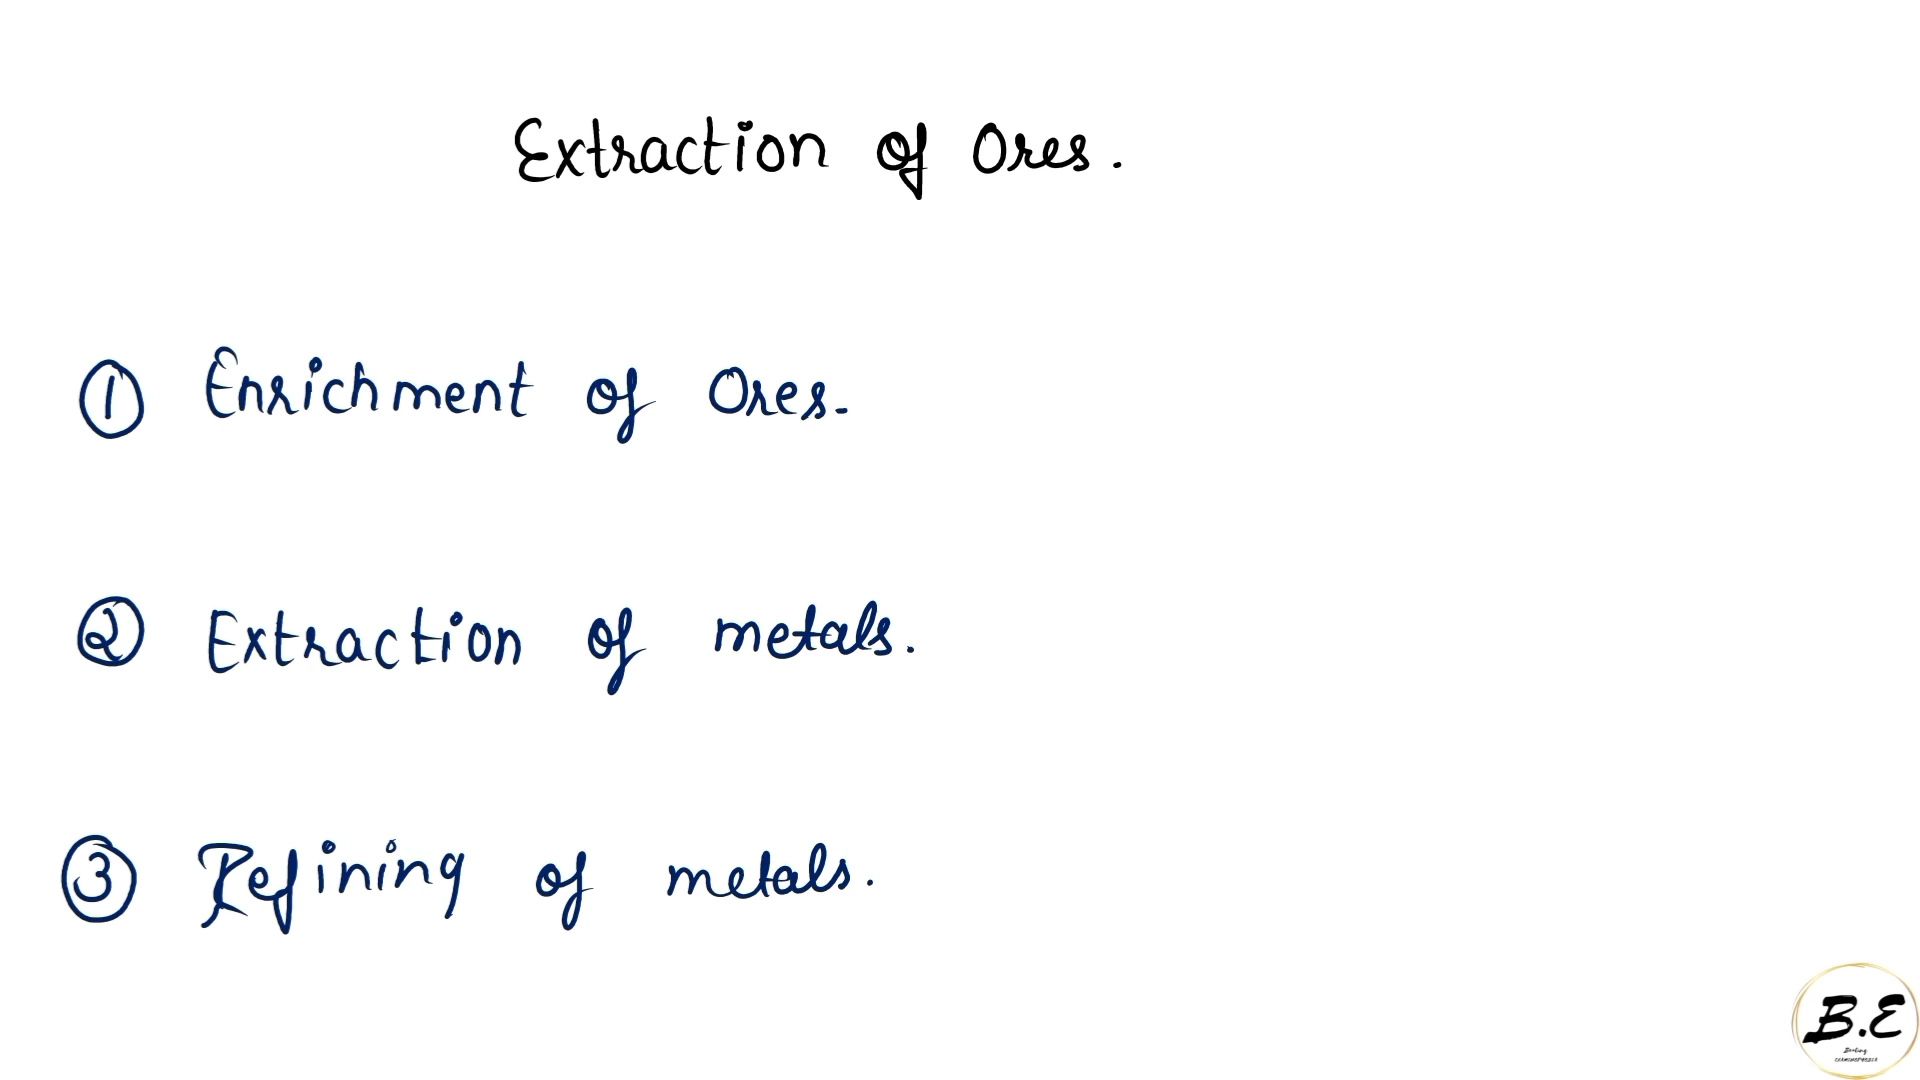 Extraction of Ores.
① Enrichment of Ores.
② Extraction of metals.
③ Refining of metals.
B.E